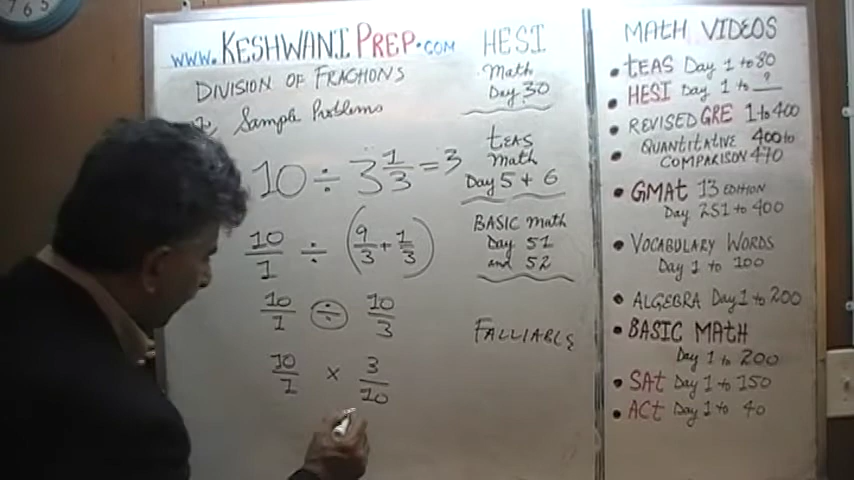 www.KESHWANIPREP.COM
DIVISION OF FRACTIONS
Sample Problems
10 ÷ 3 1/3 = 3
10/1 ÷ (9/3 + 1/3)
10/1 ÷ 10/3
10/1 × 3/10
HESI
Math
Day 30
tEAS
Math
Day 5 + 6
BASIC Math
Day 51
and 52
FALLIABLE
MATH VIDEOS
• tEAS Day 1 to 80
• HESI Day 1 to ?
• REVISED GRE 1 to 400
• QUANtitAtiVE 400 to
COMPARISON 470
• GMAt 13 EDITION
Day 251 to 400
• VOCABULARY WORDS
Day 1 to 100
• ALGEBRA Day 1 to 200
• BASIC MATH
Day 1 to 200
• SAt Day 1 to 150
• ACt Day 1 to 40